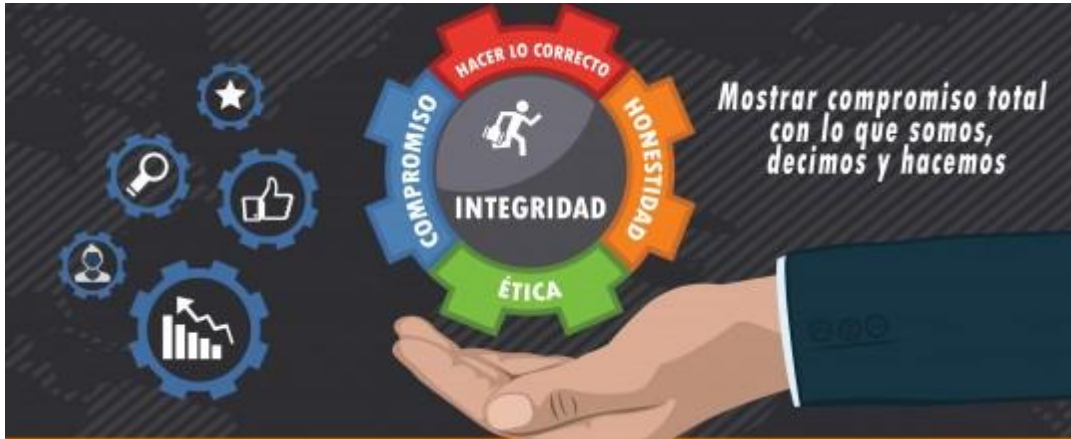 HACER LO CORRECTO
COMPROMISO
HONESTIDAD
INTEGRIDAD
ÉTICA
Mostrar compromiso total
con lo que somos,
decimos y hacemos